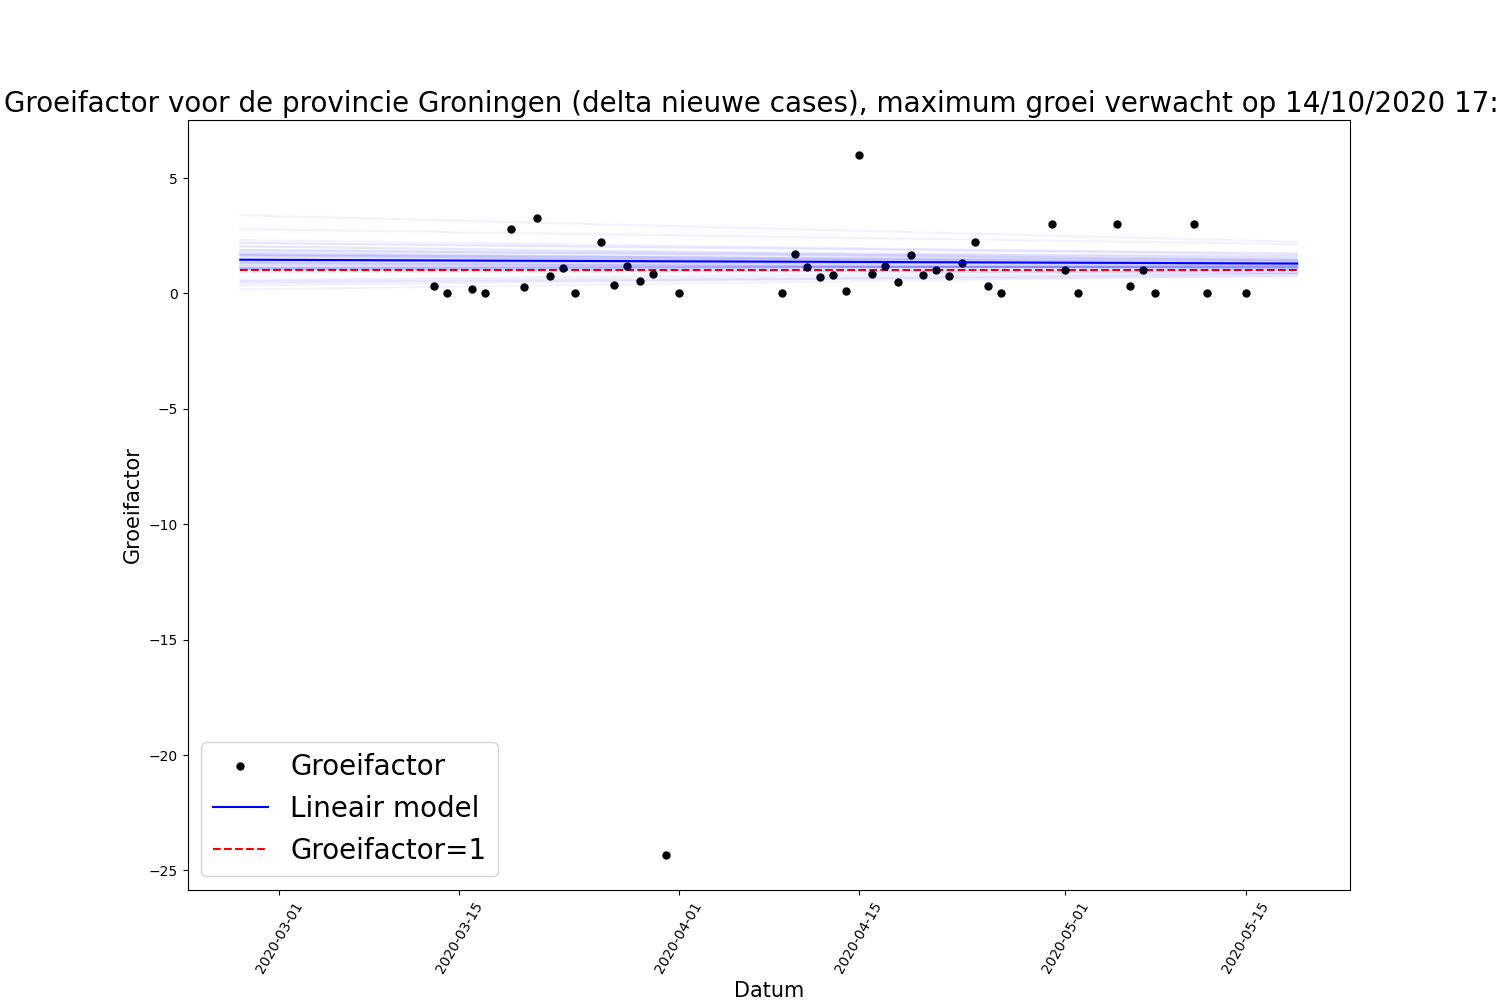 Groeifactor voor de provincie Groningen (delta nieuwe cases), maximum groei verwacht op 14/10/2020 17:
5
0
−5
−10
−15
−20
−25
Groeifactor
Groeifactor
Lineair model
Groeifactor=1
2020-03-01
2020-03-15
2020-04-01
2020-04-15
2020-05-01
2020-05-15
Datum